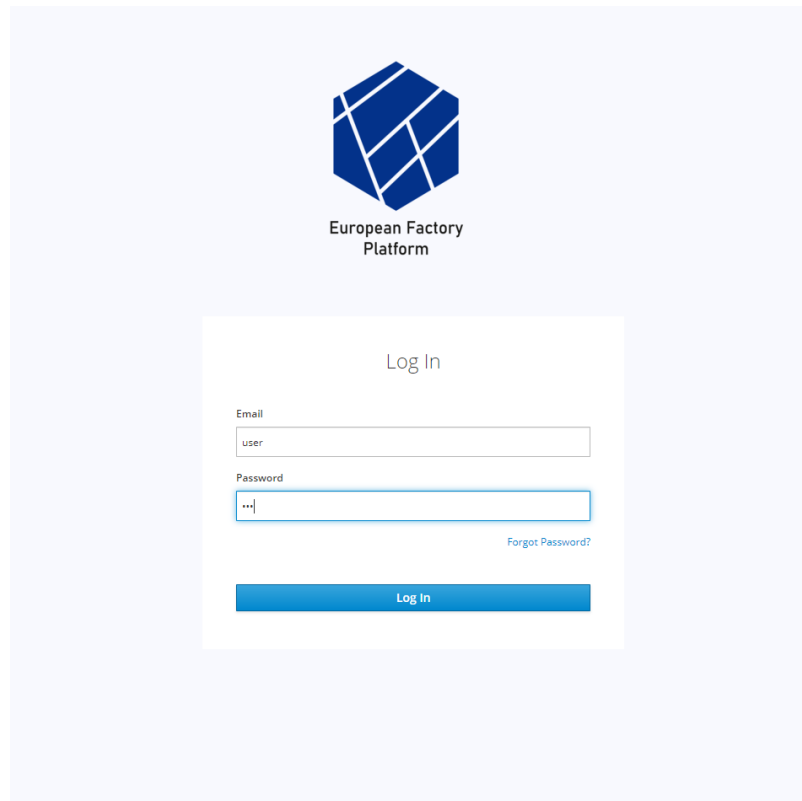 European Factory
Platform
Log In
Email
user
Password
•••
Forgot Password?
Log In